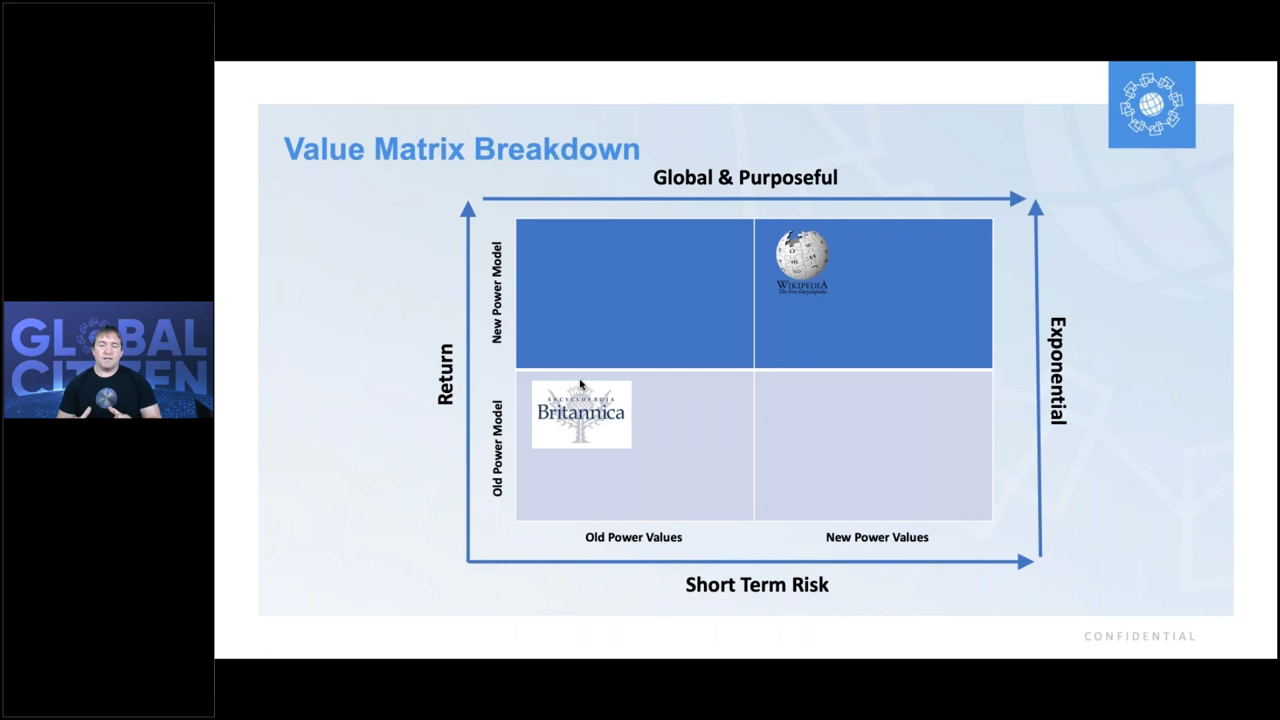 GLOBAL
CITIZEN
Value Matrix Breakdown
Global & Purposeful
Return
New Power Model
Old Power Model
WIKIPEDIA
The Free Encyclopedia
ENCYCLOPÆDIA
Britannica
Exponential
Old Power Values
New Power Values
Short Term Risk
CONFIDENTIAL